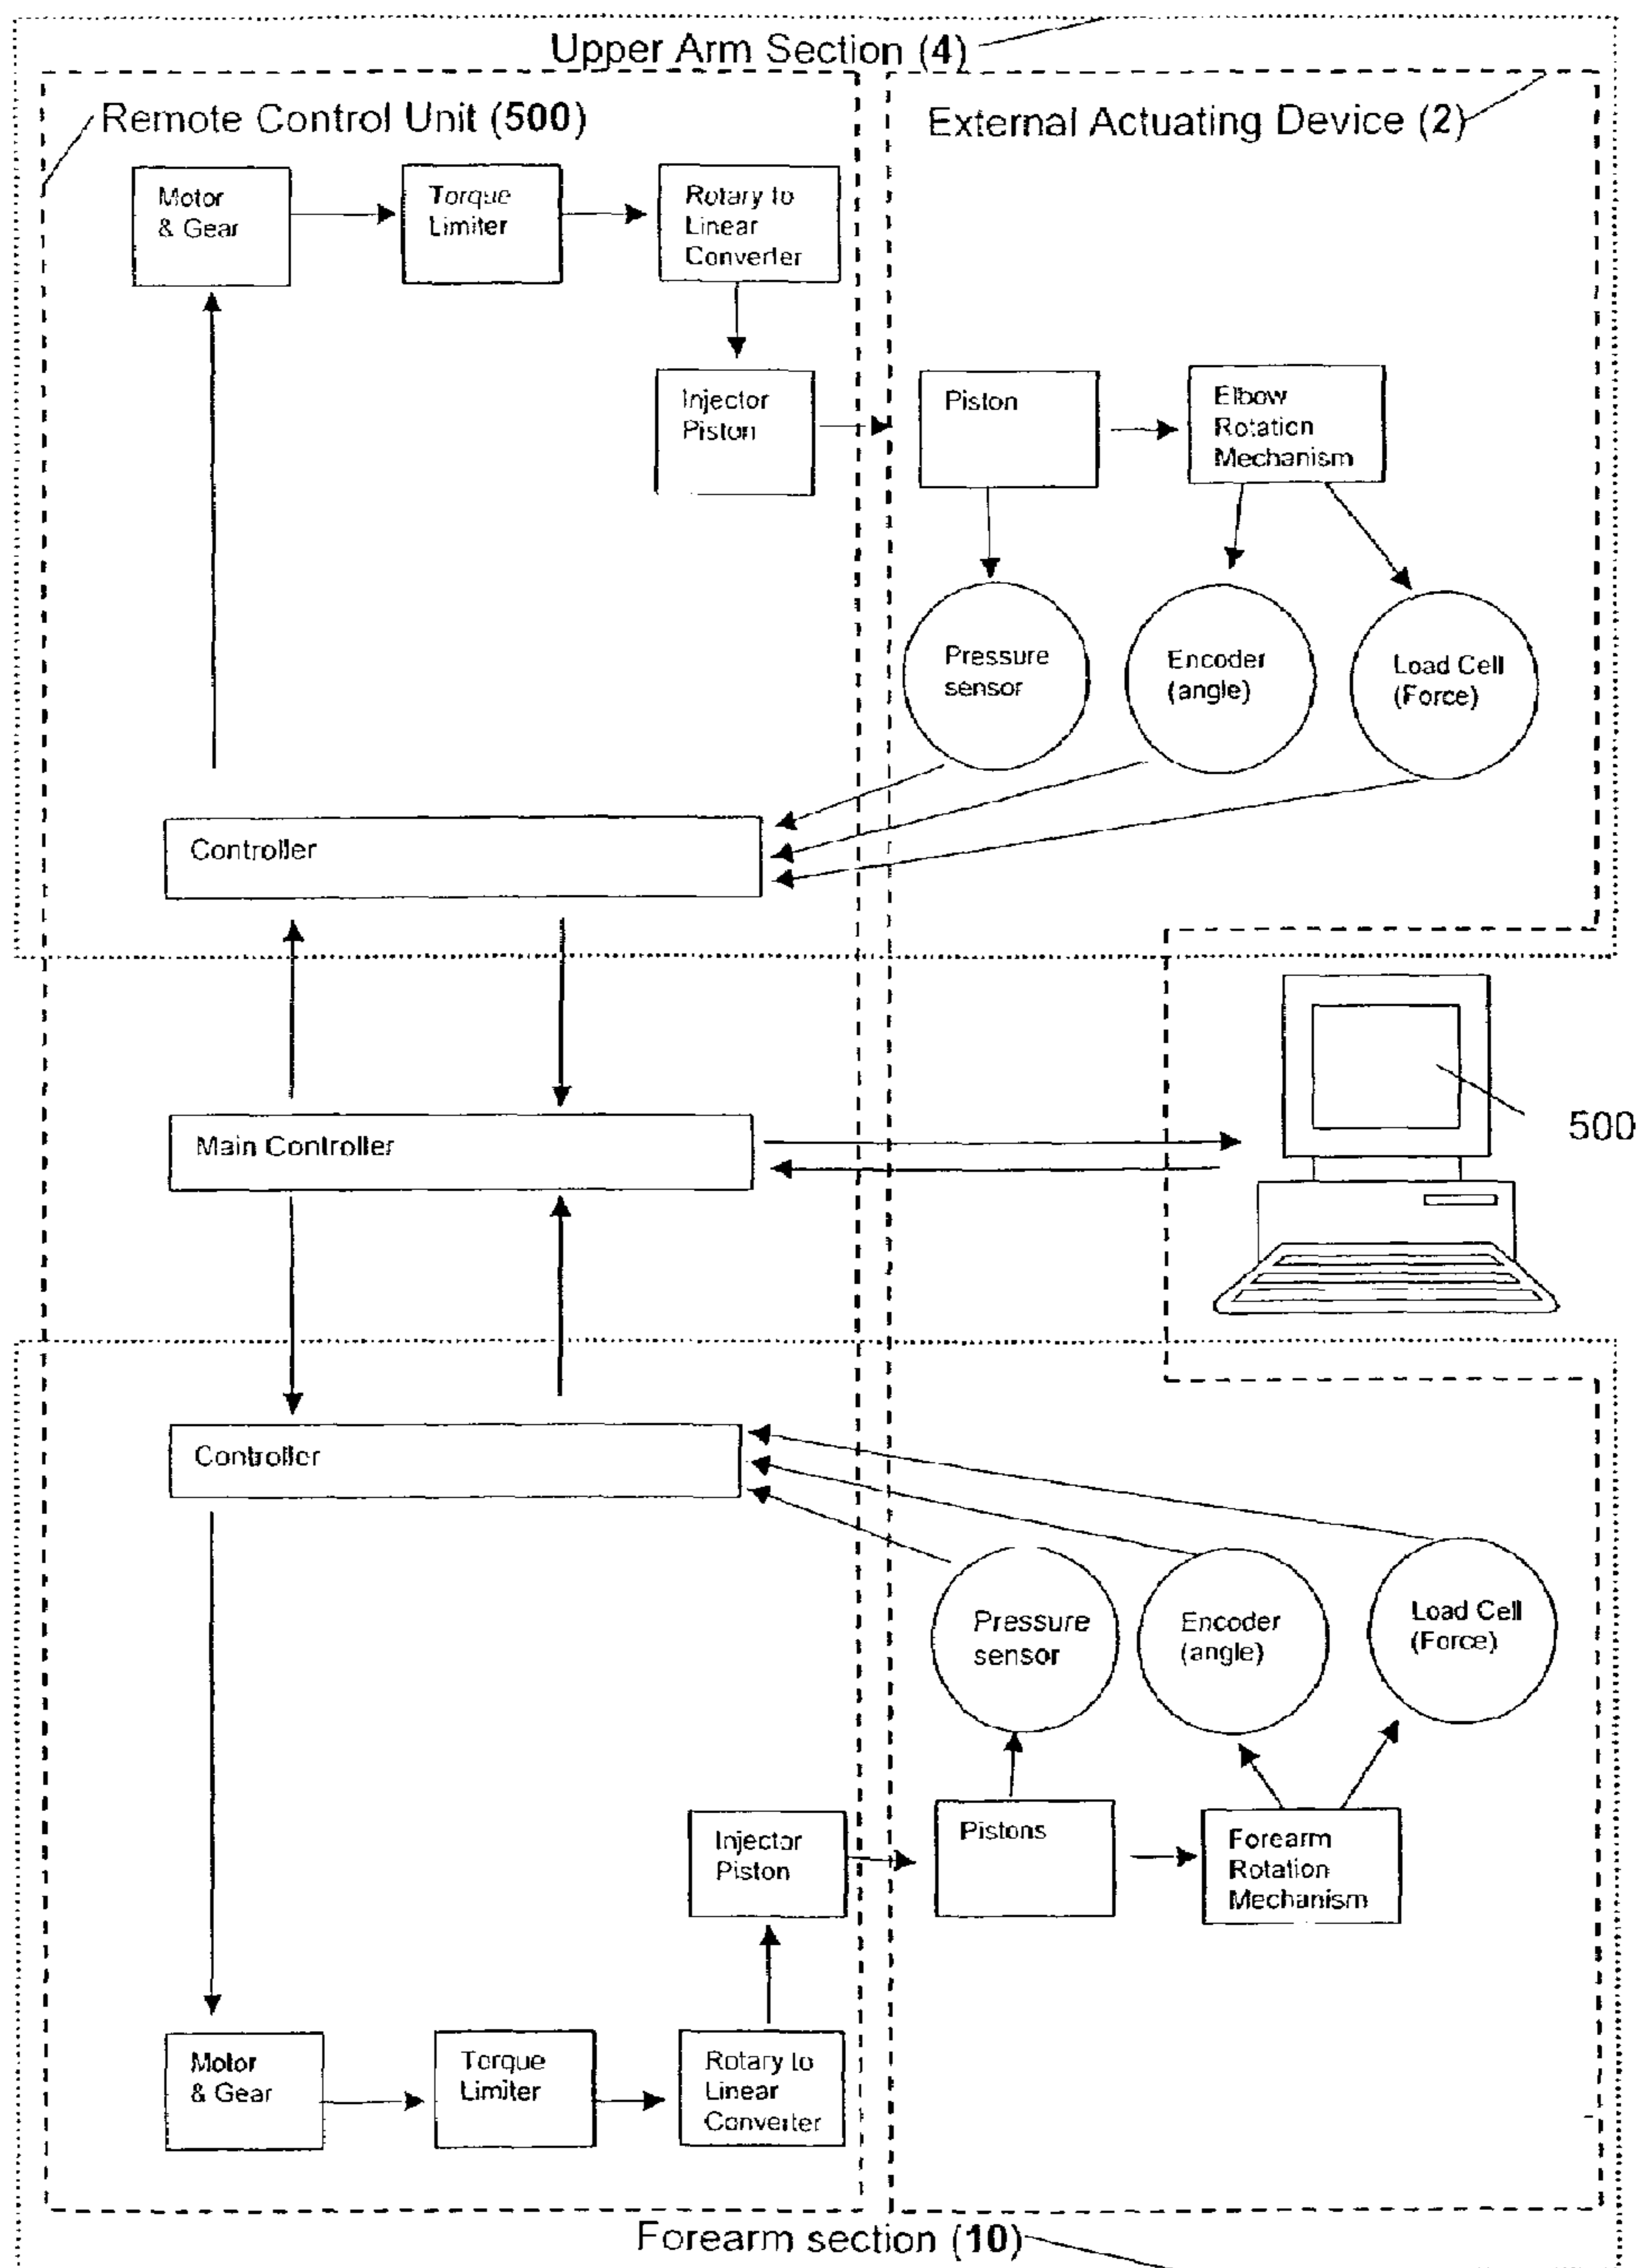 Upper Arm Section (4)
Remote Control Unit (500)
External Actuating Device (2)
Motor
& Gear
Torque
Limiter
Rotary to
Linear
Converter
Injector
Piston
Piston
Elbow
Rotation
Mechanism
Pressure
sensor
Encoder
(angle)
Load Cell
(Force)
Controller
Main Controller
500
Controller
Pressure
sensor
Encoder
(angle)
Load Cell
(Force)
Injector
Piston
Pistons
Forearm
Rotation
Mechanism
Motor
& Gear
Torque
Limiter
Rotary to
Linear
Converter
Forearm section (10)